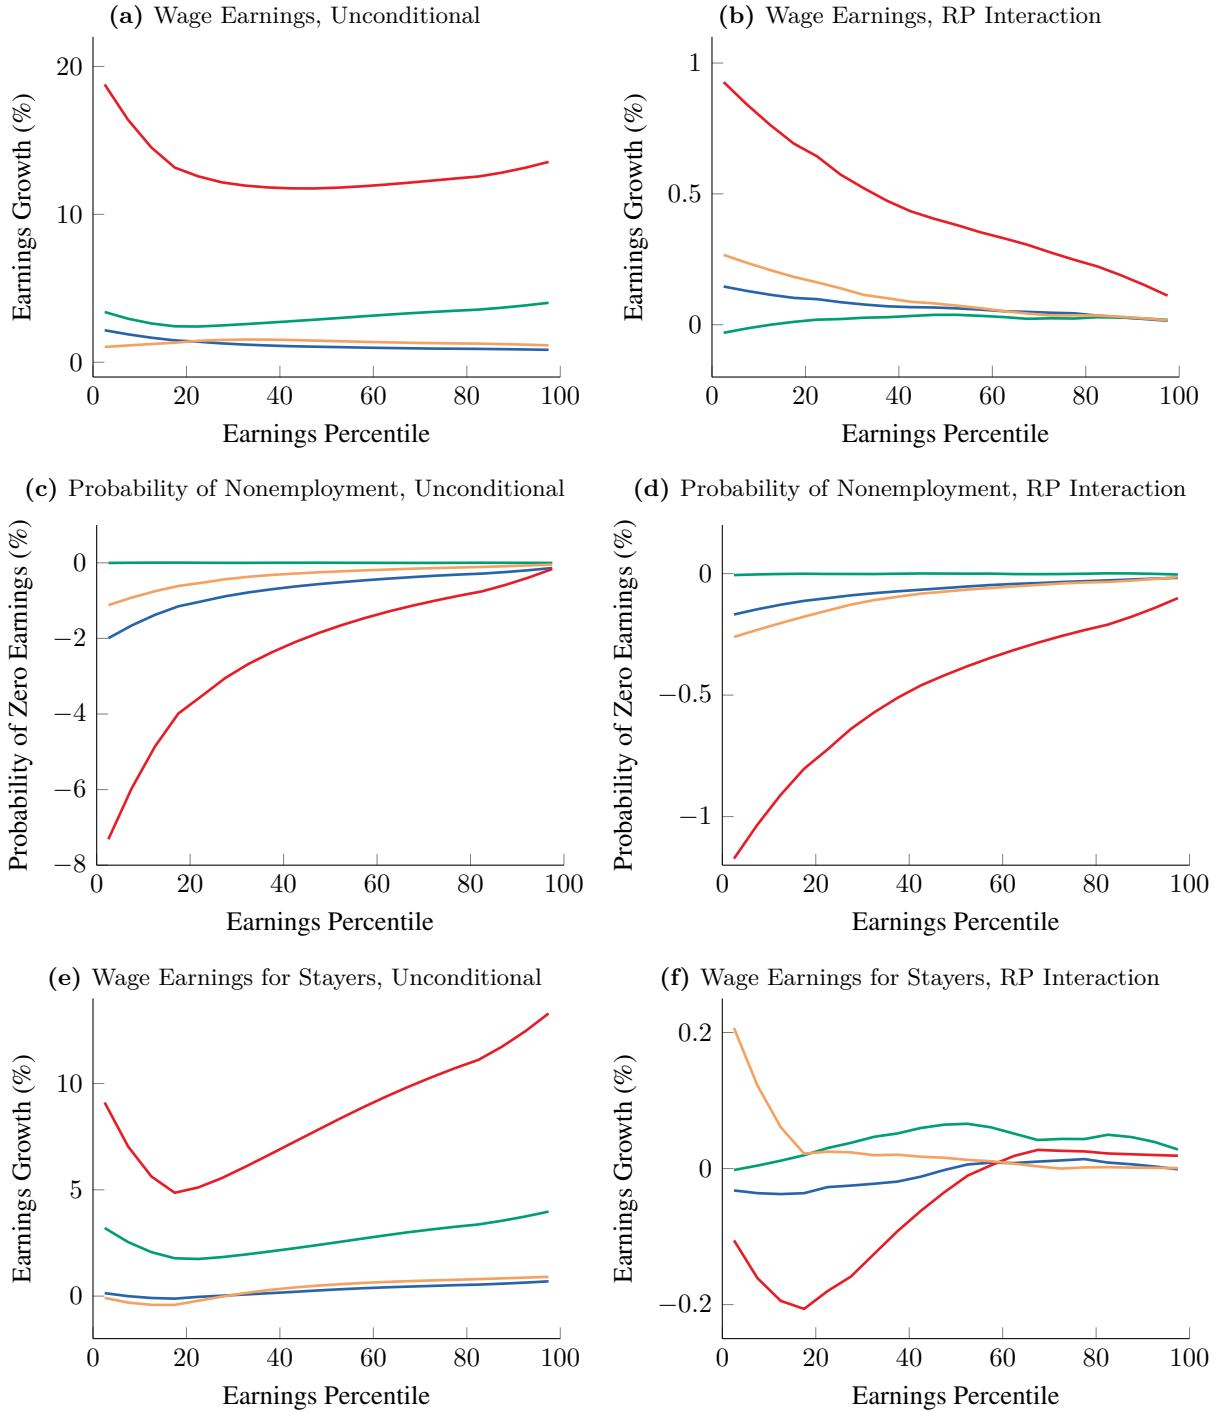 (a) Wage Earnings, Unconditional
Earnings Growth (%)
20
10
0
0 20 40 60 80 100
Earnings Percentile
(b) Wage Earnings, RP Interaction
Earnings Growth (%)
1
0.5
0
0 20 40 60 80 100
Earnings Percentile
(c) Probability of Nonemployment, Unconditional
Probability of Zero Earnings (%)
0
−2
−4
−6
−8
0 20 40 60 80 100
Earnings Percentile
(d) Probability of Nonemployment, RP Interaction
Probability of Zero Earnings (%)
0
−0.5
−1
0 20 40 60 80 100
Earnings Percentile
(e) Wage Earnings for Stayers, Unconditional
Earnings Growth (%)
10
5
0
0 20 40 60 80 100
Earnings Percentile
(f) Wage Earnings for Stayers, RP Interaction
Earnings Growth (%)
0.2
0
−0.2
0 20 40 60 80 100
Earnings Percentile